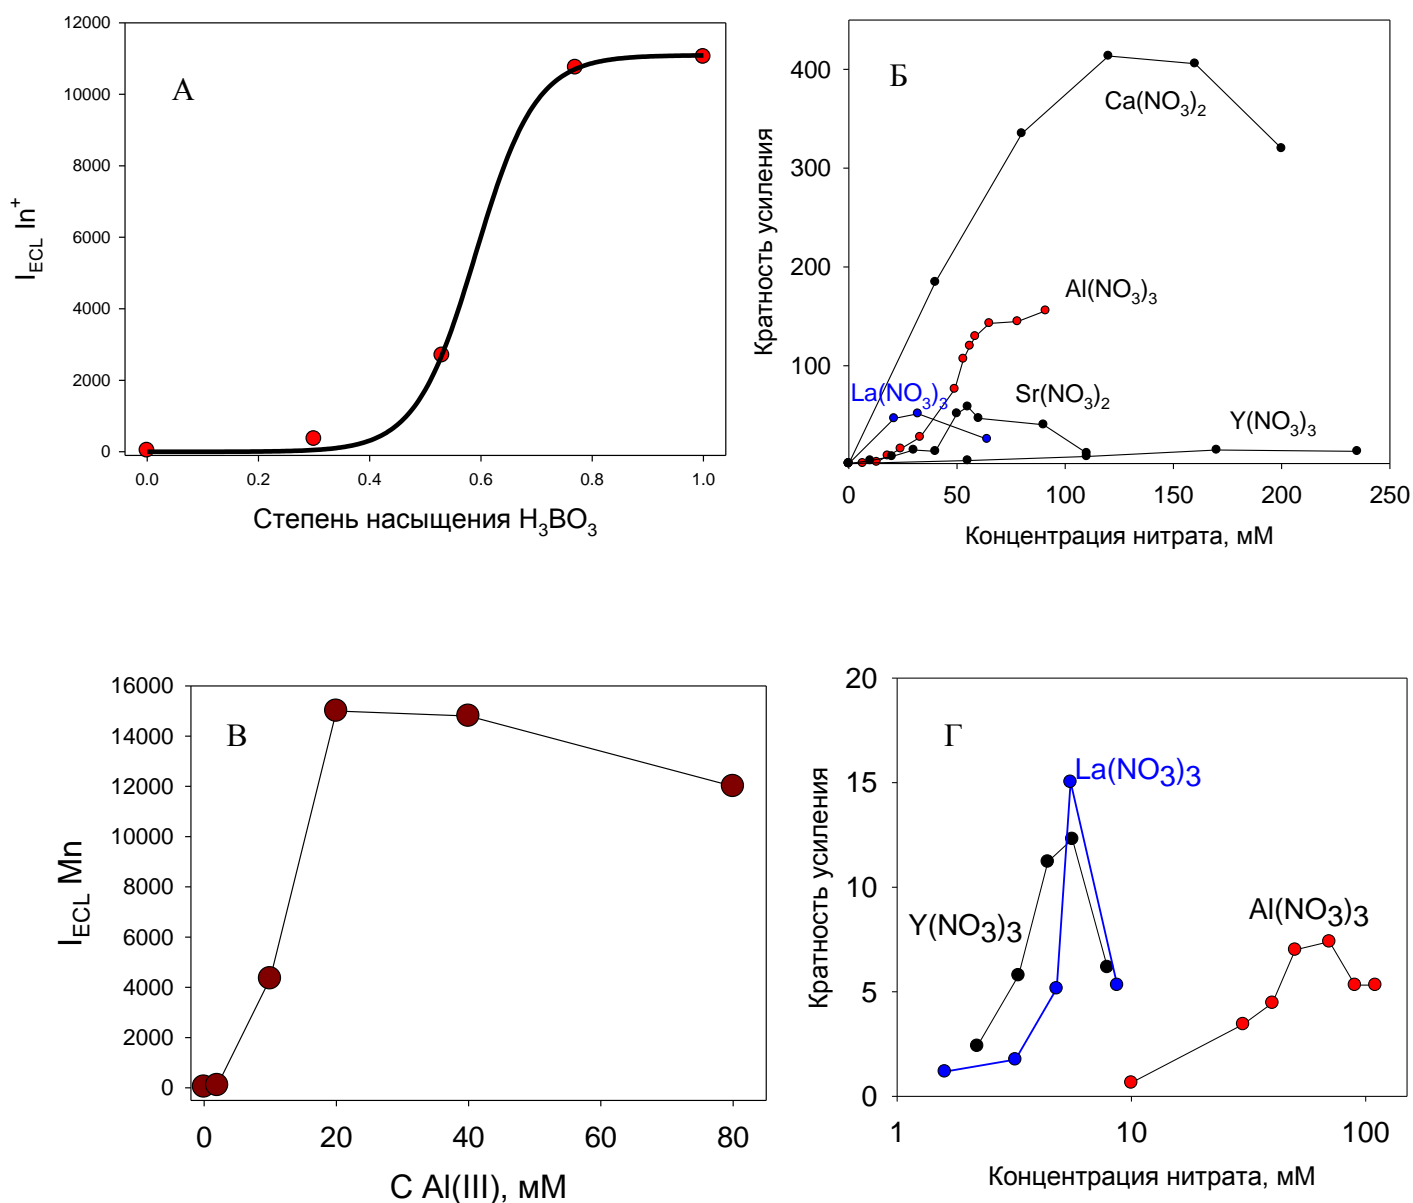 12000
10000
8000
6000
4000
2000
0
I_ECL In⁺
А
0.0 0.2 0.4 0.6 0.8 1.0
Степень насыщения H₃BO₃
400
300
200
100
Кратность усиления
Б
Ca(NO₃)₂
Al(NO₃)₃
La(NO₃)₃
Sr(NO₃)₂
Y(NO₃)₃
0 50 100 150 200 250
Концентрация нитрата, мМ
16000
14000
12000
10000
8000
6000
4000
2000
0
I_ECL Mn
В
0 20 40 60 80
C Al(III), мМ
20
15
10
5
0
Кратность усиления
Г
La(NO3)3
Y(NO3)3
Al(NO3)3
1 10 100
Концентрация нитрата, мМ